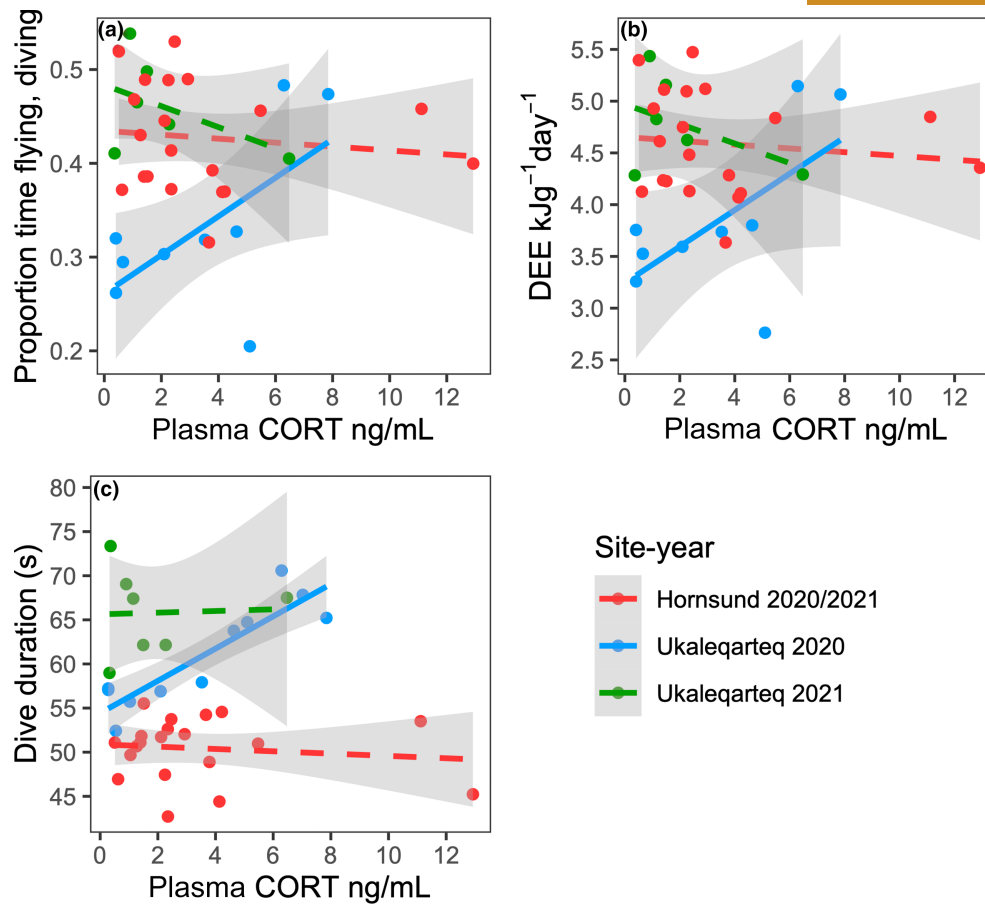 (a)
Proportion time flying, diving
0.5
0.4
0.3
0.2
0 2 4 6 8 10 12
Plasma CORT ng/mL
(b)
DEE kJg⁻¹day⁻¹
5.5
5.0
4.5
4.0
3.5
3.0
2.5
0 2 4 6 8 10 12
Plasma CORT ng/mL
(c)
Dive duration (s)
80
75
70
65
60
55
50
45
0 2 4 6 8 10 12
Plasma CORT ng/mL
Site-year
Hornsund 2020/2021
Ukaleqarteq 2020
Ukaleqarteq 2021